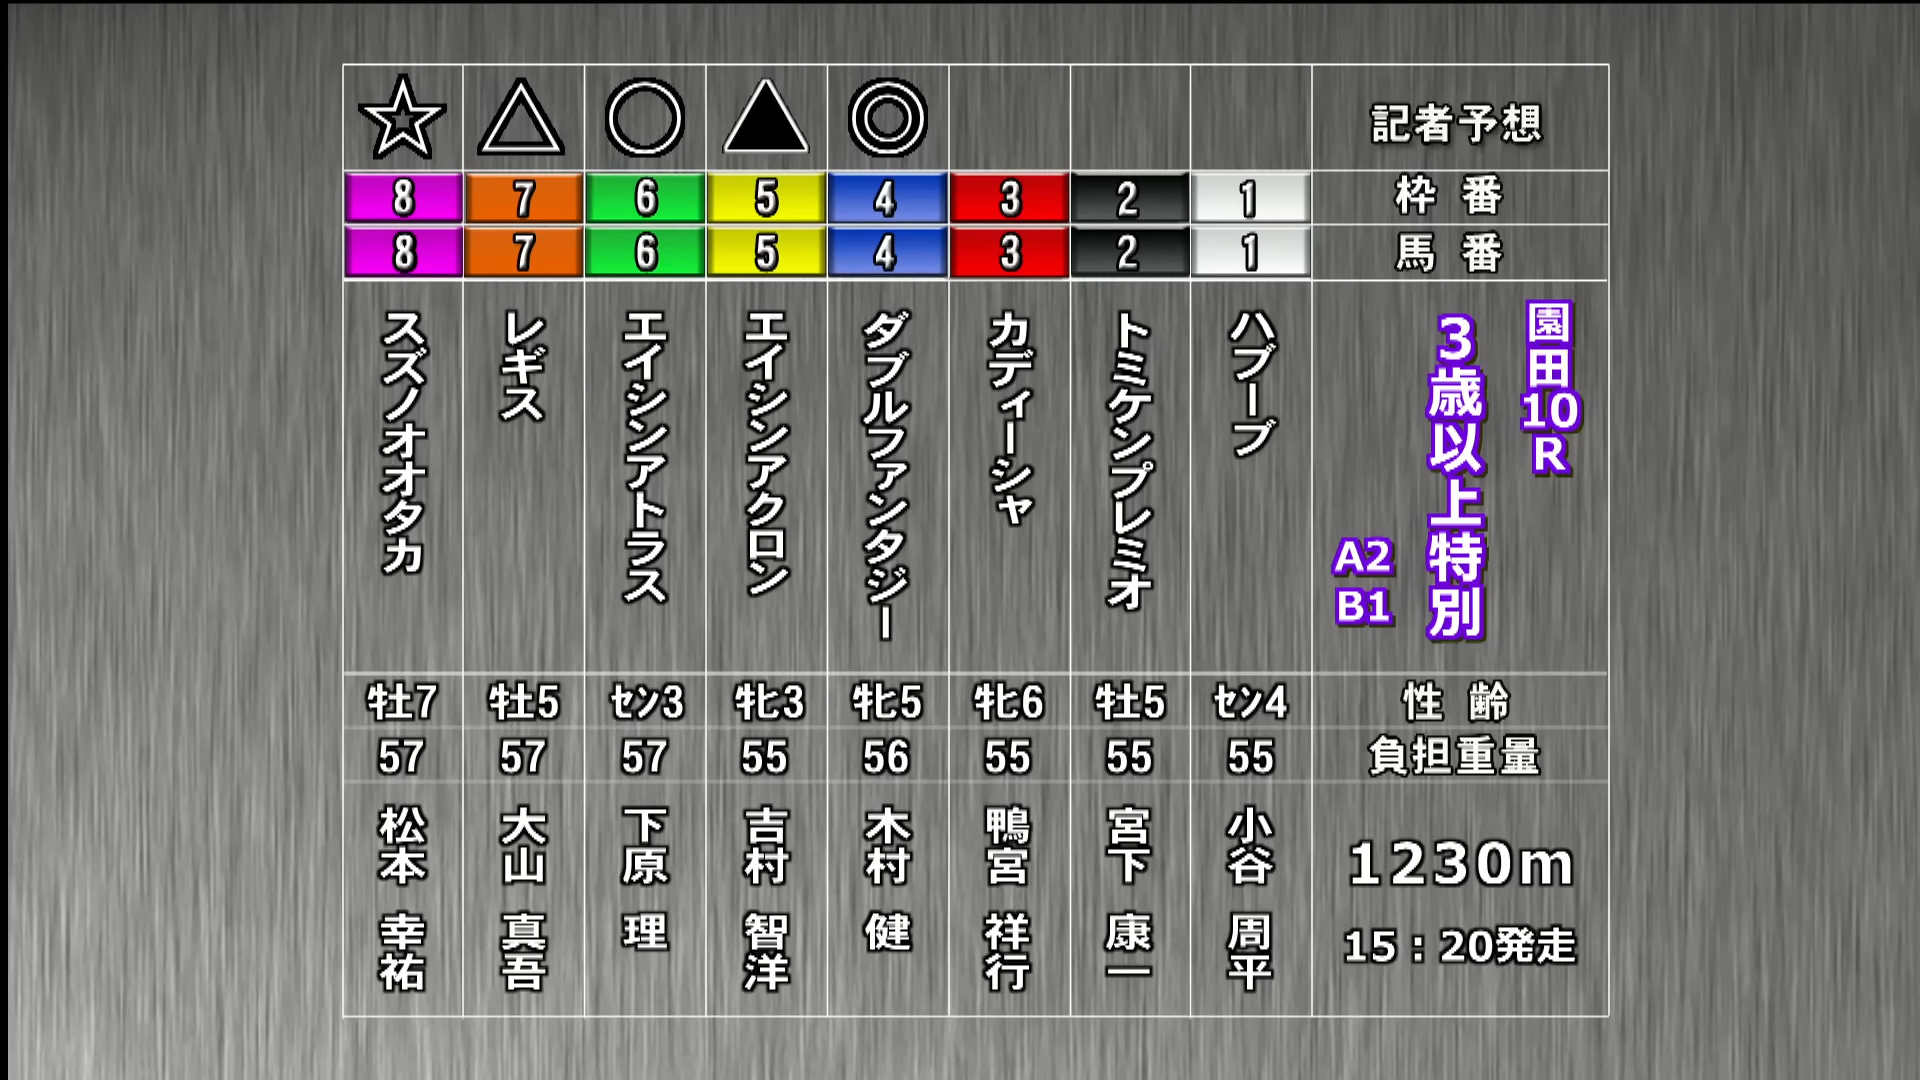 記者予想
枠番
馬番
園田10R
3歳以上特別
A2
B1
性齢
負担重量
1230m
15：20発走
1
1
ハブーブ
セン4
55
小谷周平
2
2
トミケンプレミオ
牡5
55
宮下康一
3
3
カディーシャ
牝6
55
鴨宮祥行
◎
4
4
ダブルファンタジー
牝5
56
木村健
▲
5
5
エイシンアクロン
牝3
55
吉村智洋
○
6
6
エイシンアトラス
セン3
57
下原理
△
7
7
レギス
牡5
57
大山真吾
☆
8
8
スズノオオタカ
牡7
57
松本幸祐